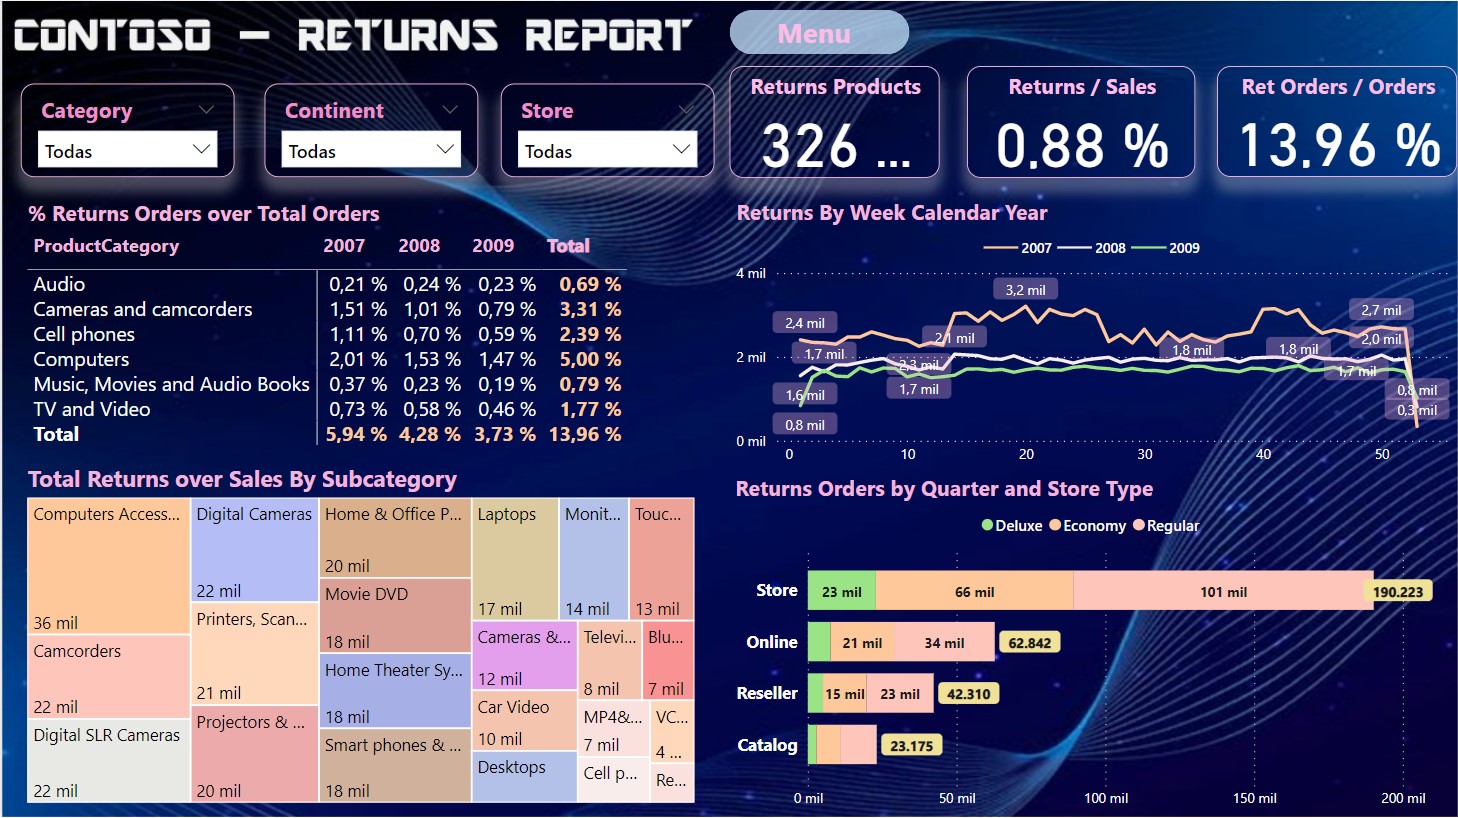 CONTOSO - RETURNS REPORT
Menu
Category
Todas
Continent
Todas
Store
Todas
Returns Products
326 ...
Returns / Sales
0,88 %
Ret Orders / Orders
13,96 %
% Returns Orders over Total Orders
ProductCategory 2007 2008 2009 Total
Audio 0,21 % 0,24 % 0,23 % 0,69 %
Cameras and camcorders 1,51 % 1,01 % 0,79 % 3,31 %
Cell phones 1,11 % 0,70 % 0,59 % 2,39 %
Computers 2,01 % 1,53 % 1,47 % 5,00 %
Music, Movies and Audio Books 0,37 % 0,23 % 0,19 % 0,79 %
TV and Video 0,73 % 0,58 % 0,46 % 1,77 %
Total 5,94 % 4,28 % 3,73 % 13,96 %
Returns By Week Calendar Year
2007 2008 2009
4 mil
2 mil
0 mil
3,2 mil
2,4 mil
2,7 mil
2,1 mil
2,0 mil
1,7 mil
1,8 mil
1,8 mil
2,3 mil
1,7 mil
1,6 mil
1,7 mil
0,8 mil
0,8 mil
0,3 mil
0 10 20 30 40 50
Total Returns over Sales By Subcategory
Computers Access...
36 mil
Camcorders
22 mil
Digital SLR Cameras
22 mil
Digital Cameras
22 mil
Printers, Scan...
21 mil
Projectors & ...
20 mil
Home & Office P...
20 mil
Movie DVD
18 mil
Home Theater Sy...
18 mil
Smart phones & ...
18 mil
Laptops
17 mil
Monit...
14 mil
Touc...
13 mil
Cameras &...
12 mil
Car Video
10 mil
Desktops
Televi...
8 mil
Blu...
7 mil
MP4&...
7 mil
VC...
4 ...
Cell p...
Re...
Returns Orders by Quarter and Store Type
Deluxe Economy Regular
Store 23 mil 66 mil 101 mil 190.223
Online 21 mil 34 mil 62.842
Reseller 15 mil 23 mil 42.310
Catalog 23.175
0 mil 50 mil 100 mil 150 mil 200 mil